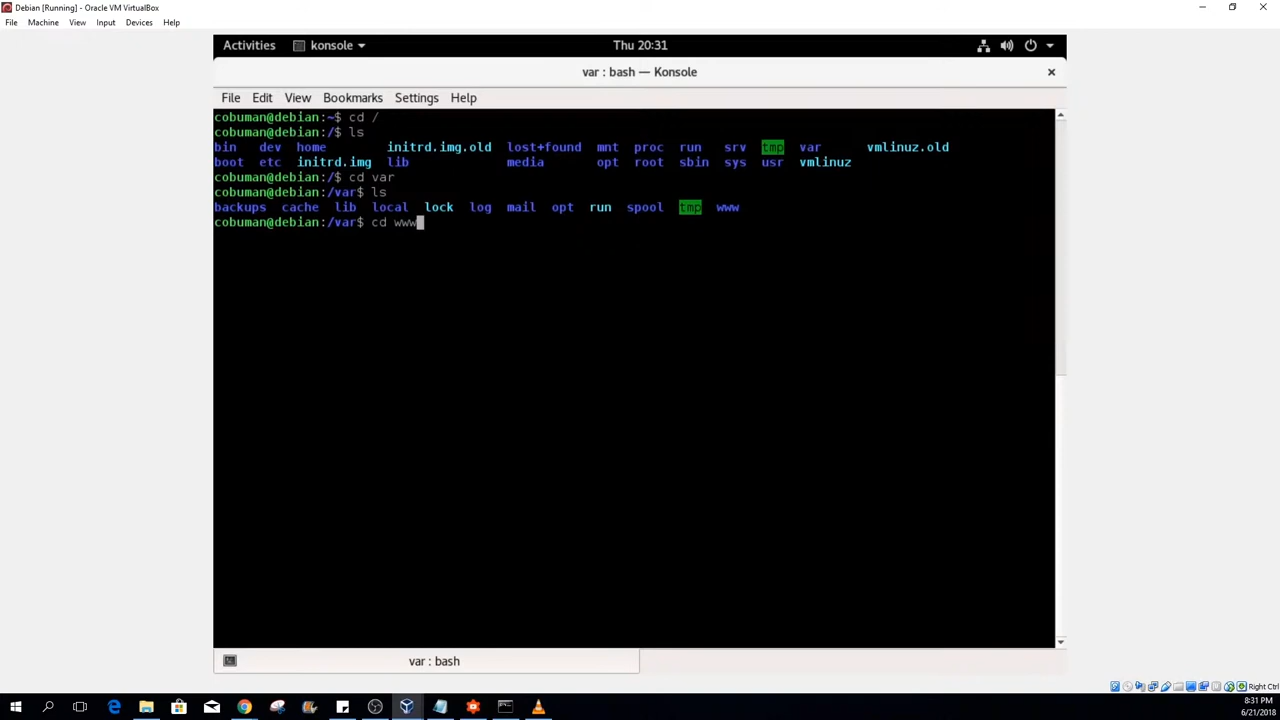 Debian [Running] - Oracle VM VirtualBox
File Machine View Input Devices Help
Activities konsole Thu 20:31
var : bash — Konsole
File Edit View Bookmarks Settings Help
cobuman@debian:~$ cd /
cobuman@debian:/$ ls
bin dev home initrd.img.old lost+found mnt proc run srv tmp var vmlinuz.old
boot etc initrd.img lib media opt root sbin sys usr vmlinuz
cobuman@debian:/$ cd var
cobuman@debian:/var$ ls
backups cache lib local lock log mail opt run spool tmp www
cobuman@debian:/var$ cd www
var : bash
Right Ctrl
8:31 PM
6/21/2018